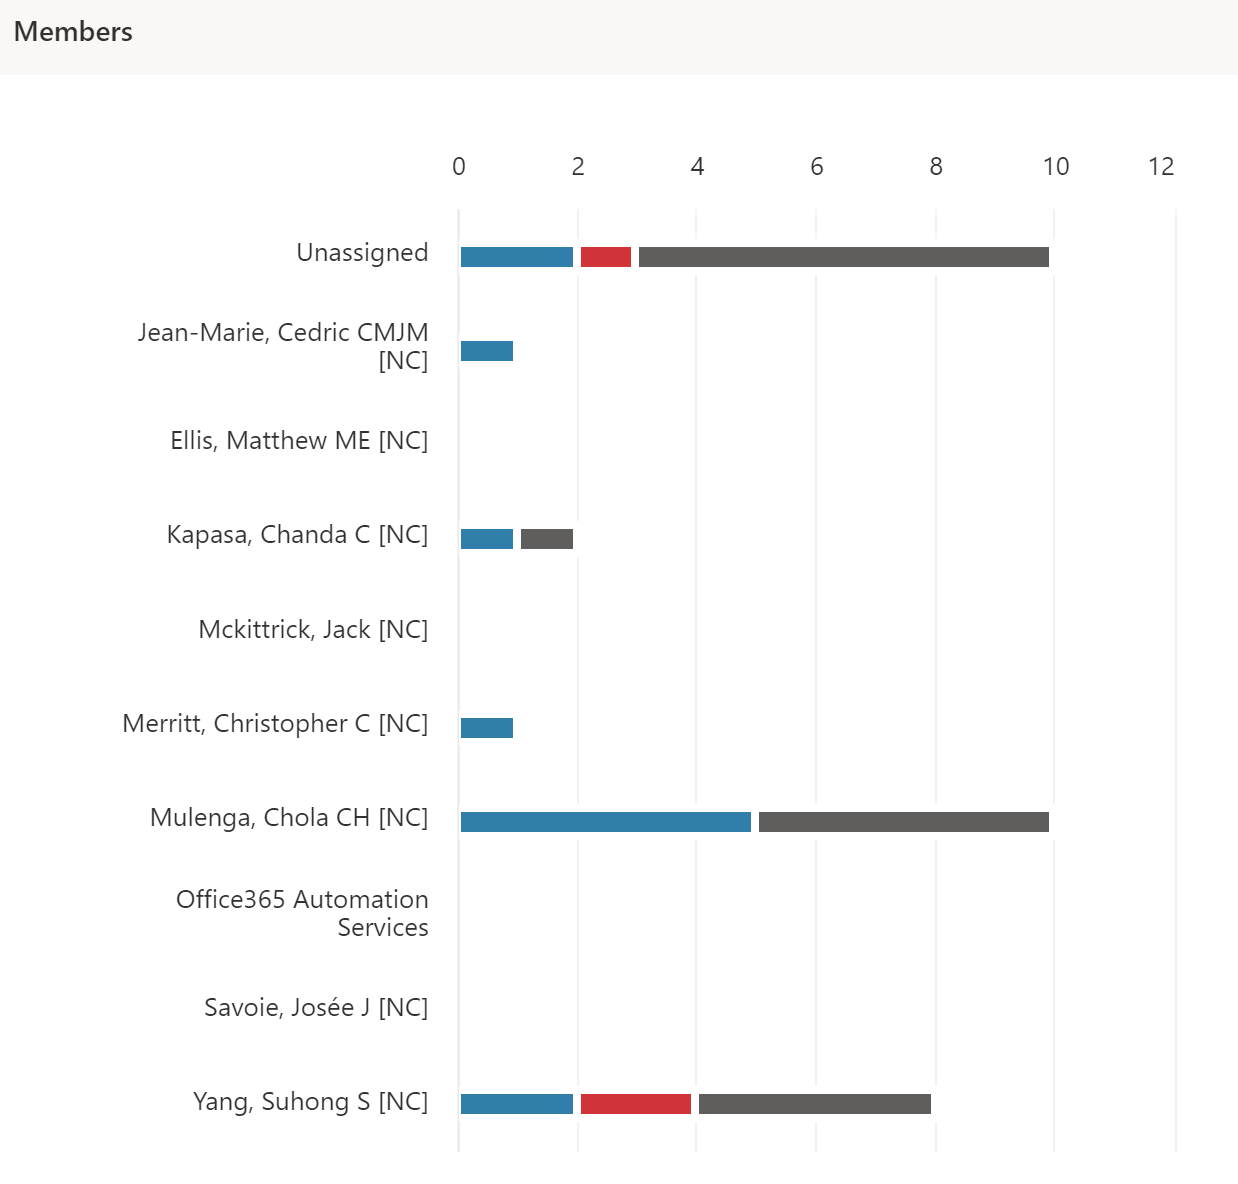 Members
0 2 4 6 8 10 12
Unassigned
Jean-Marie, Cedric CMJM
[NC]
Ellis, Matthew ME [NC]
Kapasa, Chanda C [NC]
Mckittrick, Jack [NC]
Merritt, Christopher C [NC]
Mulenga, Chola CH [NC]
Office365 Automation
Services
Savoie, Josée J [NC]
Yang, Suhong S [NC]